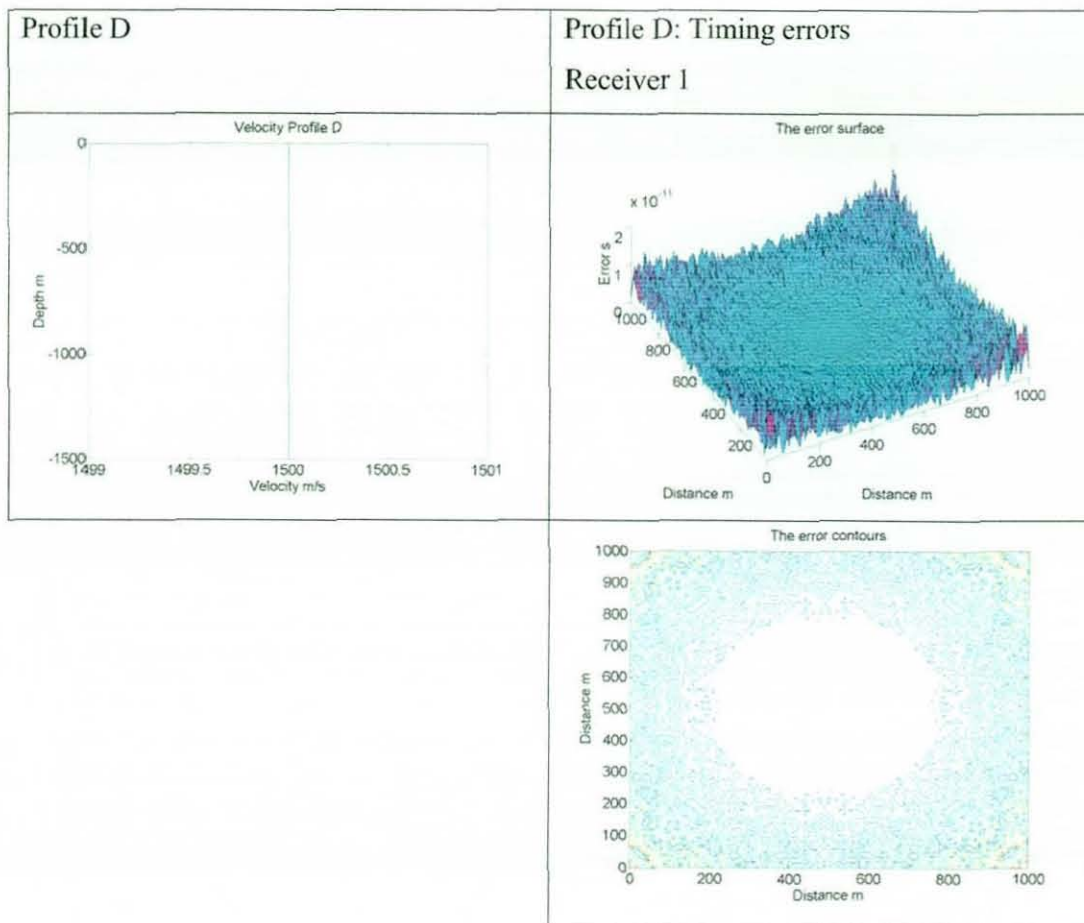 Profile D
Profile D: Timing errors
Receiver 1
Velocity Profile D
0
-500
-1000
-1500
Depth m
1499
1499.5
1500
1500.5
1501
Velocity m/s
The error surface
x 10^-11
2
1
0
Error s
1000
800
600
400
200
0
200
400
600
800
1000
Distance m
Distance m
The error contours
1000
900
800
700
600
500
400
300
200
100
0
Distance m
0
200
400
600
800
1000
Distance m